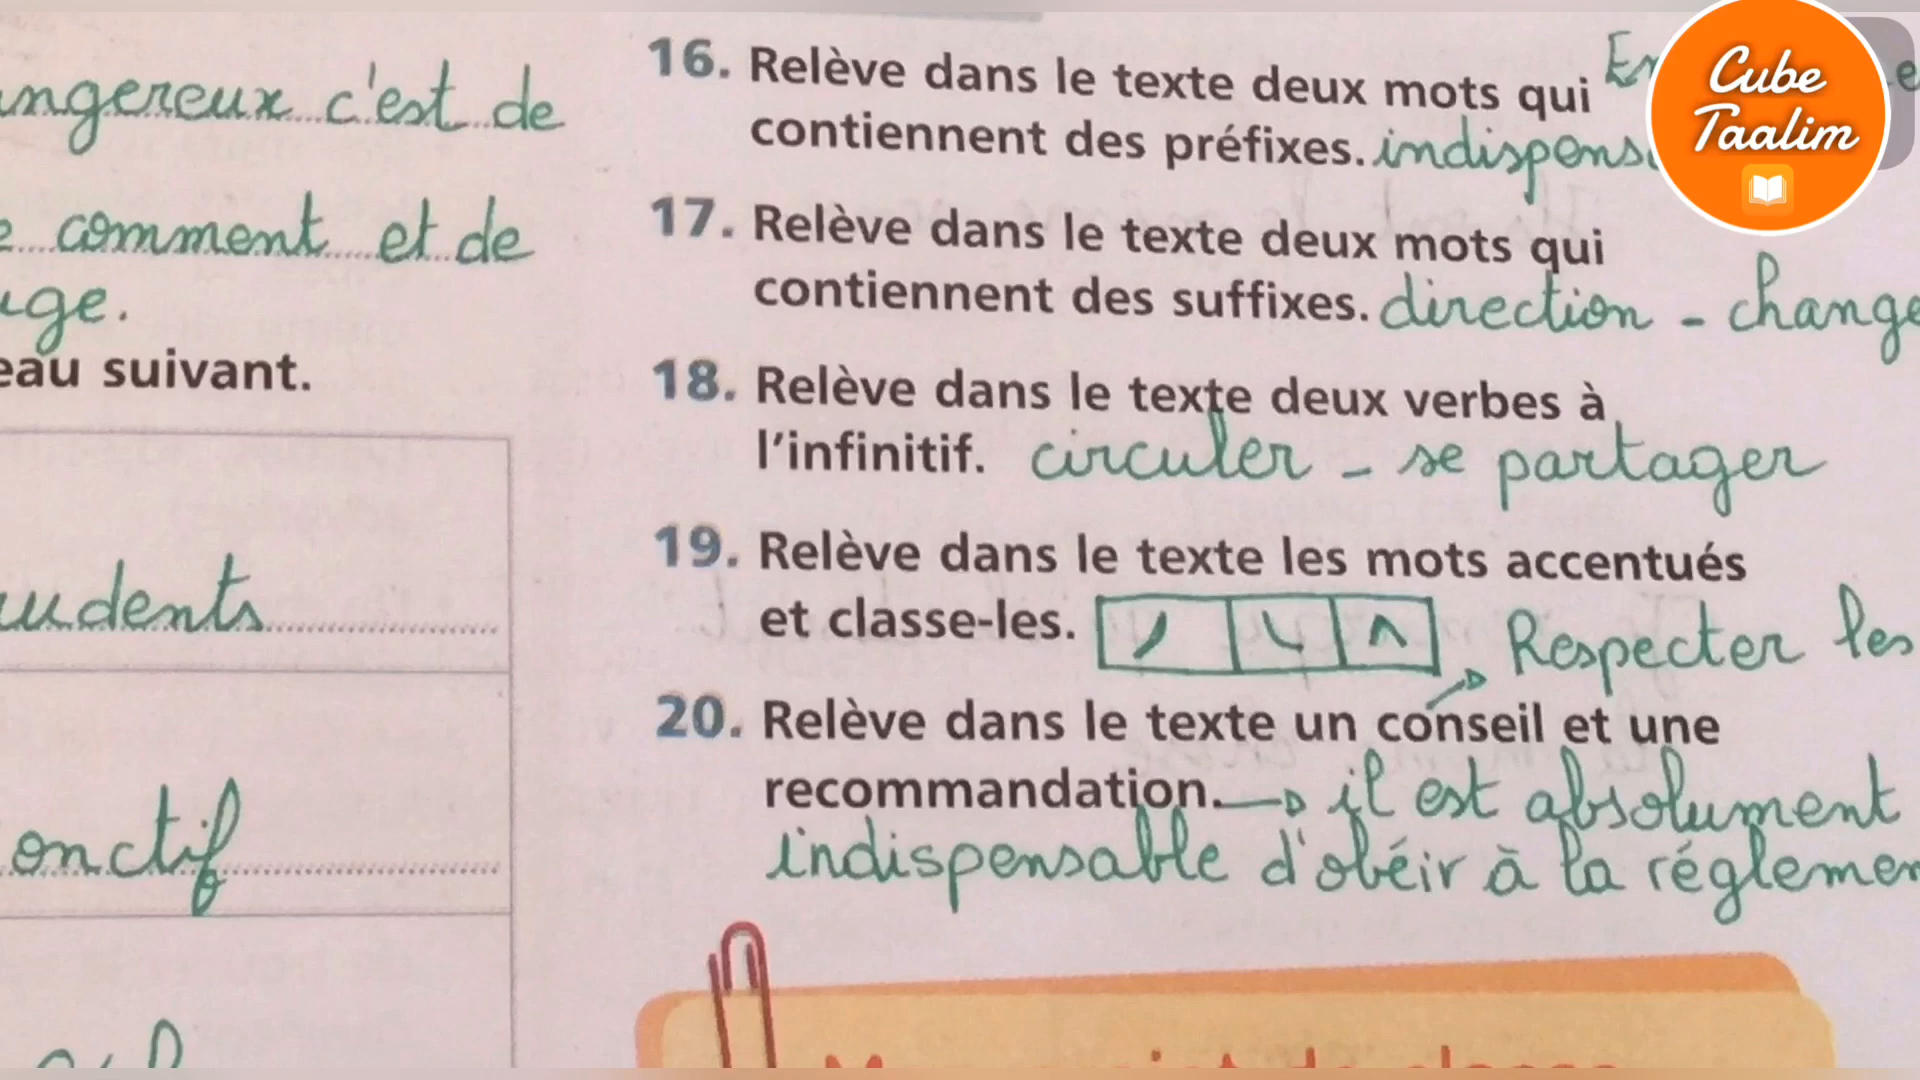 c'est de
comment et de
eau suivant.
onctif
16. Relève dans le texte deux mots qui
contiennent des préfixes. indispens
17. Relève dans le texte deux mots qui
contiennent des suffixes. direction - change
18. Relève dans le texte deux verbes à
l'infinitif. circuler - se partager
19. Relève dans le texte les mots accentués
et classe-les. Respecter les
20. Relève dans le texte un conseil et une
recommandation. il est absolument
indispensable d'obéir à la réglemen
Cube
Taalim